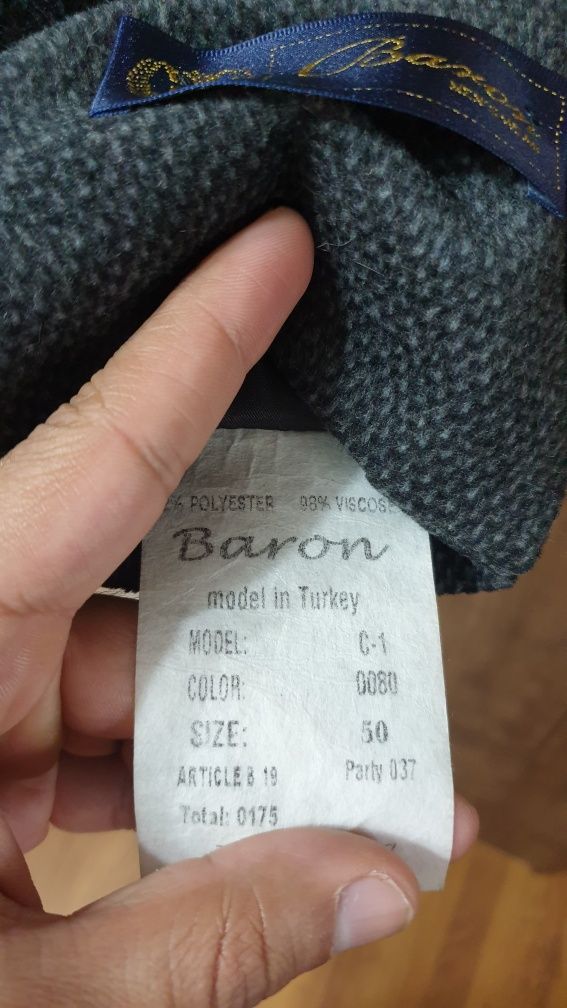 Baron
% POLYESTER 98% VISCOSE
Baron
model in Turkey
MODEL: C-1
COLOR: 0080
SIZE: 50
ARTICLE B 19 Party 037
Total: 0175